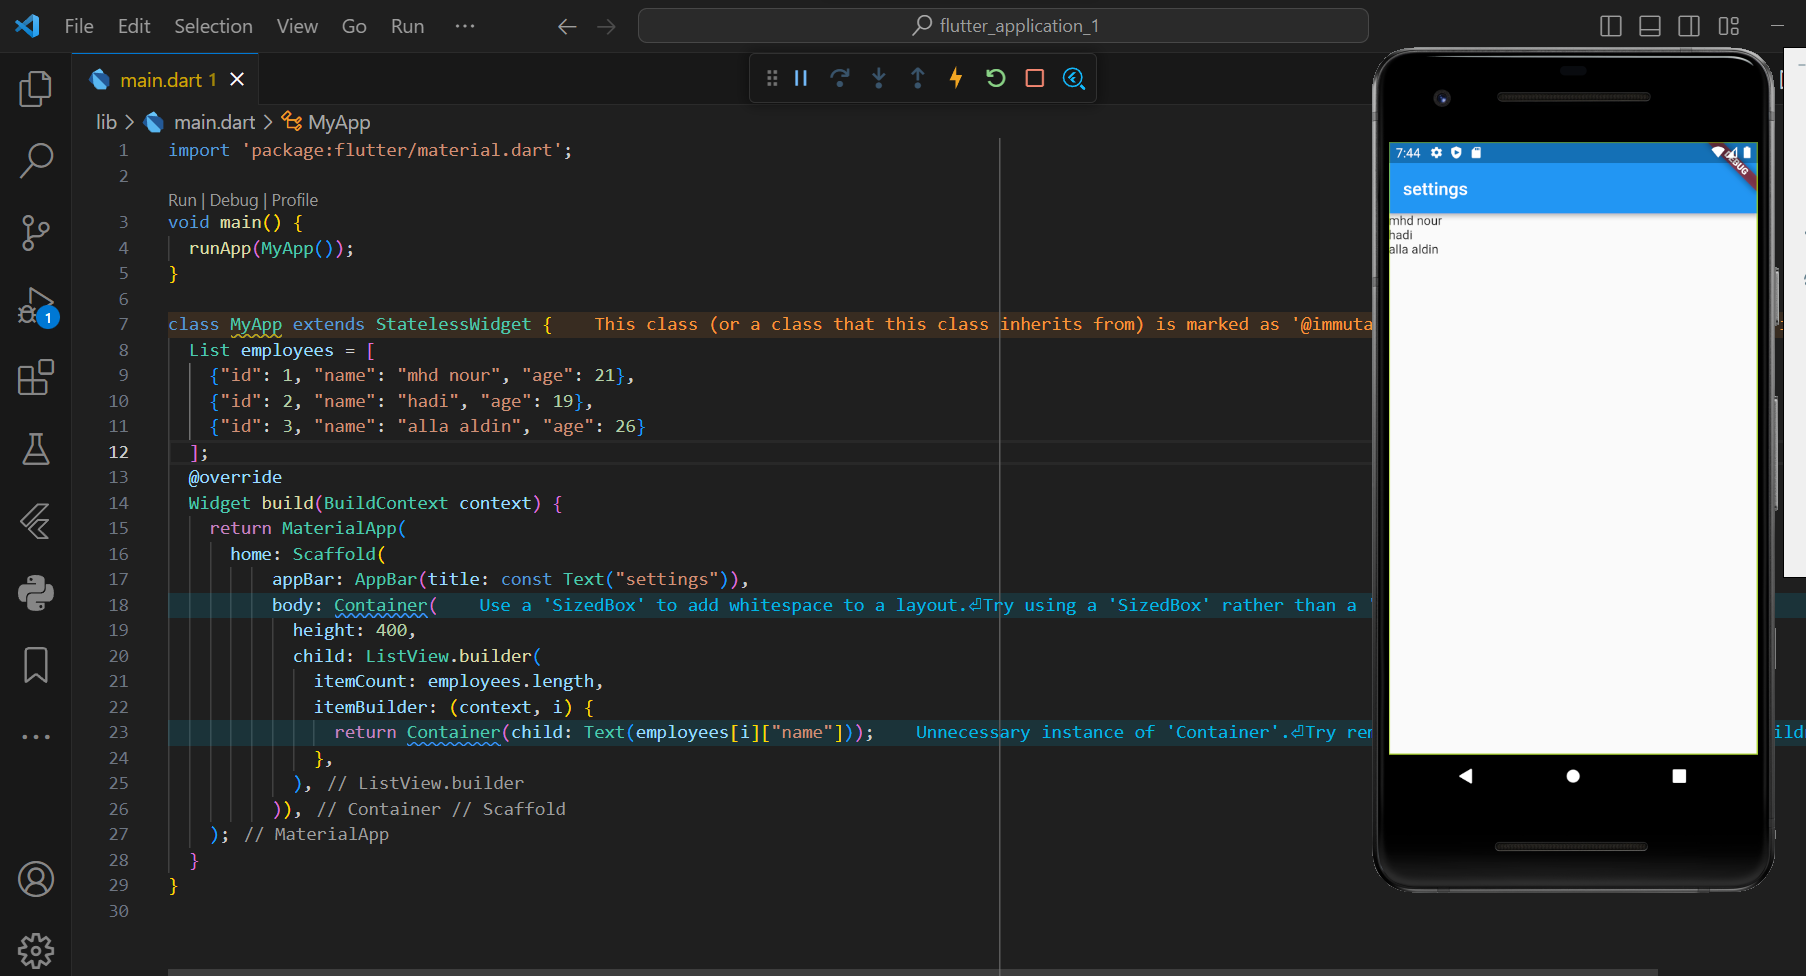 File Edit Selection View Go Run ···
flutter_application_1
main.dart 1
lib > main.dart > MyApp
1 import 'package:flutter/material.dart';
2
Run | Debug | Profile
3 void main() {
4 runApp(MyApp());
5 }
6
7 class MyApp extends StatelessWidget { This class (or a class that this class inherits from) is marked as '@immuta
8 List employees = [
9 {"id": 1, "name": "mhd nour", "age": 21},
10 {"id": 2, "name": "hadi", "age": 19},
11 {"id": 3, "name": "alla aldin", "age": 26}
12 ];
13 @override
14 Widget build(BuildContext context) {
15 return MaterialApp(
16 home: Scaffold(
17 appBar: AppBar(title: const Text("settings")),
18 body: Container( Use a 'SizedBox' to add whitespace to a layout.⏎Try using a 'SizedBox' rather than a '
19 height: 400,
20 child: ListView.builder(
21 itemCount: employees.length,
22 itemBuilder: (context, i) {
23 return Container(child: Text(employees[i]["name"])); Unnecessary instance of 'Container'.⏎Try rem
24 },
25 ), // ListView.builder
26 )), // Container // Scaffold
27 ); // MaterialApp
28 }
29 }
30
1
7:44
DEBUG
settings
mhd nour
hadi
alla aldin